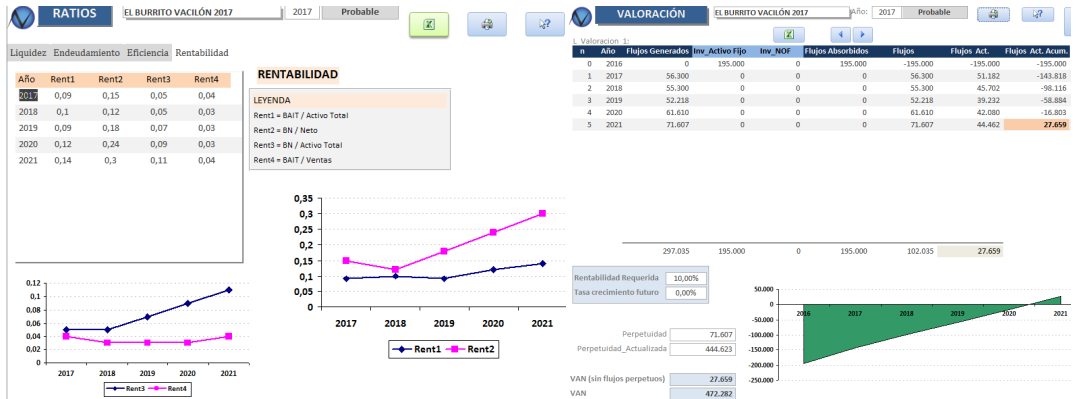 RATIOS
EL BURRITO VACILÓN 2017
2017
Probable
Liquidez Endeudamiento Eficiencia Rentabilidad
Año Rent1 Rent2 Rent3 Rent4
2017 0,09 0,15 0,05 0,04
2018 0,1 0,12 0,05 0,03
2019 0,09 0,18 0,07 0,03
2020 0,12 0,24 0,09 0,03
2021 0,14 0,3 0,11 0,04
RENTABILIDAD
LEYENDA
Rent1 = BAIT / Activo Total
Rent2 = BN / Neto
Rent3 = BN / Activo Total
Rent4 = BAIT / Ventas
0,35
0,3
0,25
0,2
0,15
0,1
0,05
0
2017 2018 2019 2020 2021
Rent1 Rent2
0,12
0,1
0,08
0,06
0,04
0,02
0
2017 2018 2019 2020 2021
Rent3 Rent4
VALORACIÓN
EL BURRITO VACILÓN 2017
Año: 2017 Probable
L_Valoracion_1:
n Año Flujos Generados Inv_Activo Fijo Inv_NOF Flujos Absorbidos Flujos Flujos Act. Flujos Act. Acum.
0 2016 0 195.000 0 195.000 -195.000 -195.000 -195.000
1 2017 56.300 0 0 0 56.300 51.182 -143.818
2 2018 55.300 0 0 0 55.300 45.702 -98.116
3 2019 52.218 0 0 0 52.218 39.232 -58.884
4 2020 61.610 0 0 0 61.610 42.080 -16.803
5 2021 71.607 0 0 0 71.607 44.462 27.659
297.035 195.000 0 195.000 102.035 27.659
Rentabilidad Requerida 10,00%
Tasa crecimiento futuro 0,00%
Perpetuidad 71.607
Perpetuidad_Actualizada 444.623
VAN (sin flujos perpetuos) 27.659
VAN 472.282
50.000
0
-50.000
-100.000
-150.000
-200.000
-250.000
2016 2017 2018 2019 2020 2021